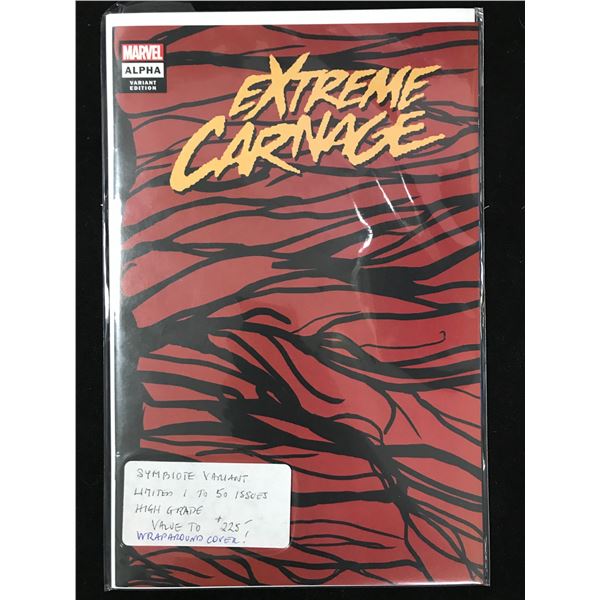 MARVEL
ALPHA
VARIANT
EDITION
EXTREME
CARNAGE
SYMBIOTE VARIANT
LIMITED 1 TO 50 ISSUES
HIGH GRADE
VALUE TO $225-
WRAPAROUND COVER!